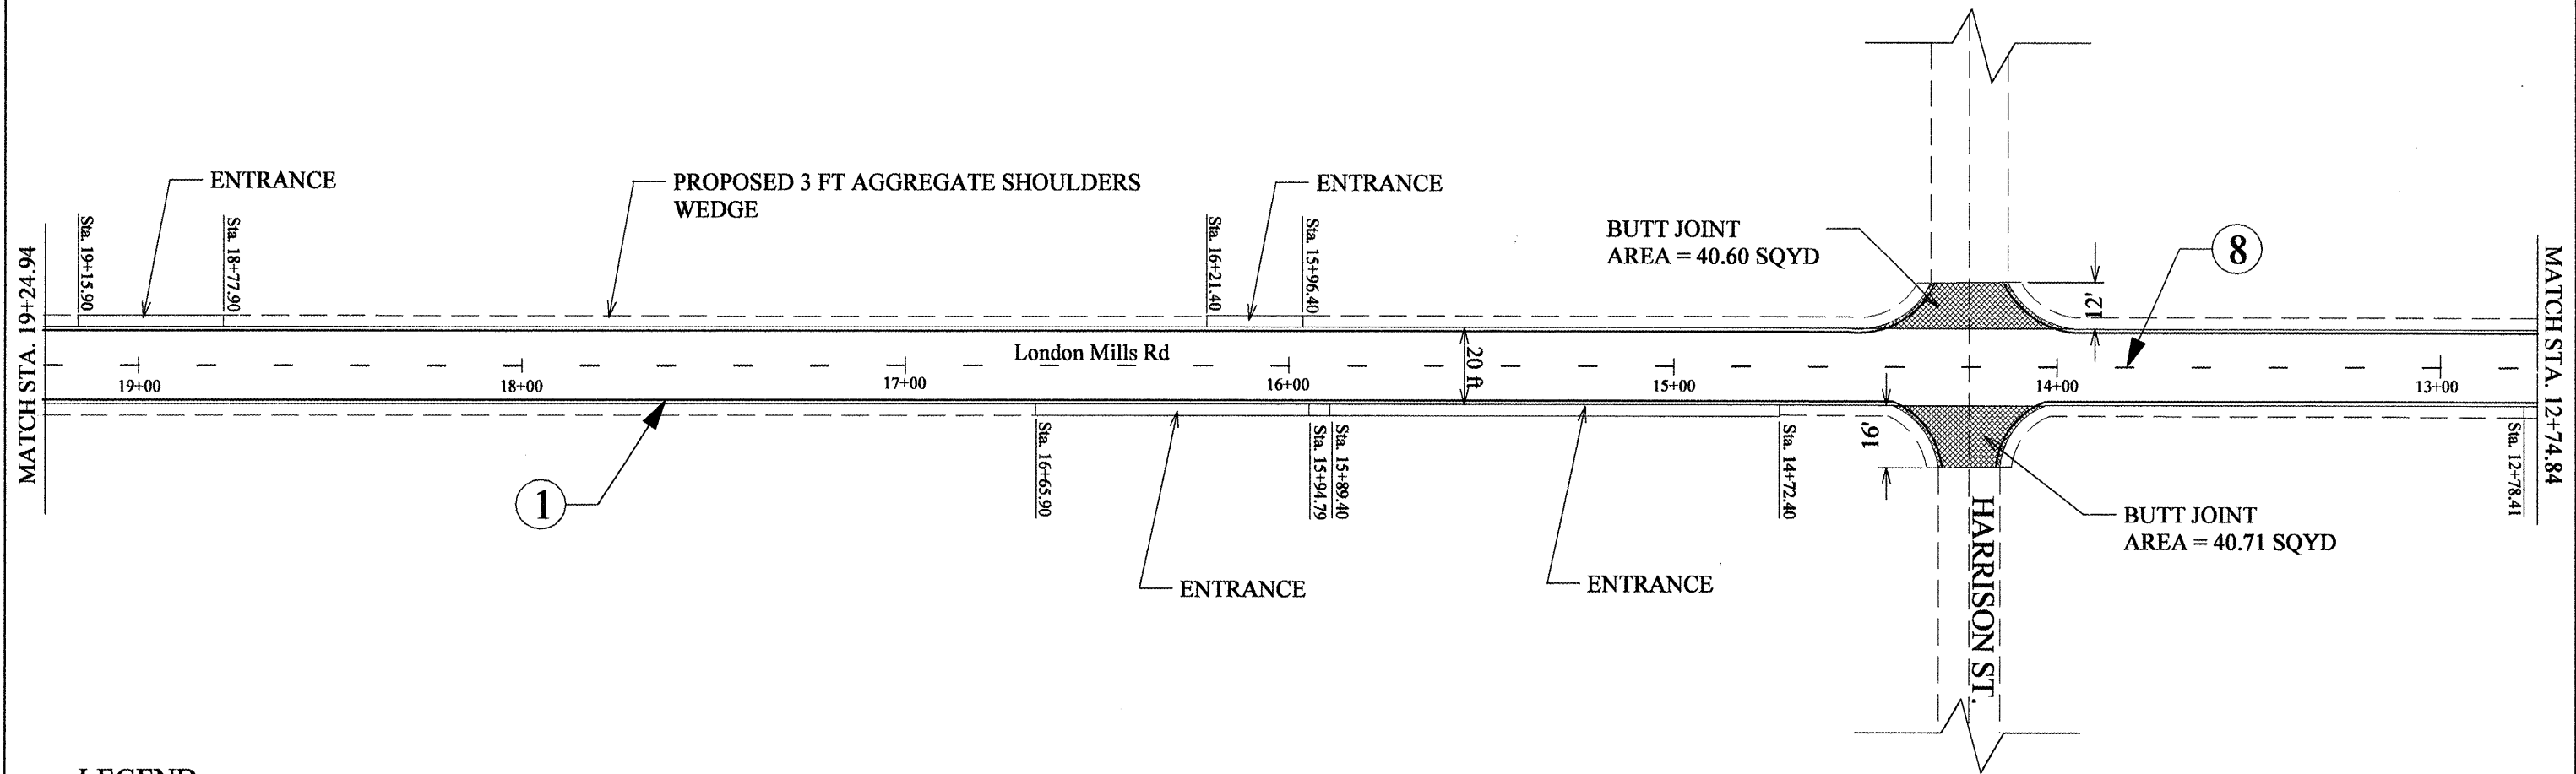 ENTRANCE
PROPOSED 3 FT AGGREGATE SHOULDERS
WEDGE
ENTRANCE
BUTT JOINT
AREA = 40.60 SQYD
8
MATCH STA. 19+24.94
Sta. 19+15.90
Sta. 18+77.90
Sta. 16+21.40
Sta. 15+96.40
12'
MATCH STA. 12+74.84
London Mills Rd
20 ft
19+00
18+00
17+00
16+00
15+00
14+00
13+00
Sta. 16+65.90
Sta. 15+94.79
Sta. 15+89.40
Sta. 14+72.40
16'
Sta. 12+78.41
1
HARRISON ST.
BUTT JOINT
AREA = 40.71 SQYD
ENTRANCE
ENTRANCE
LEGEND